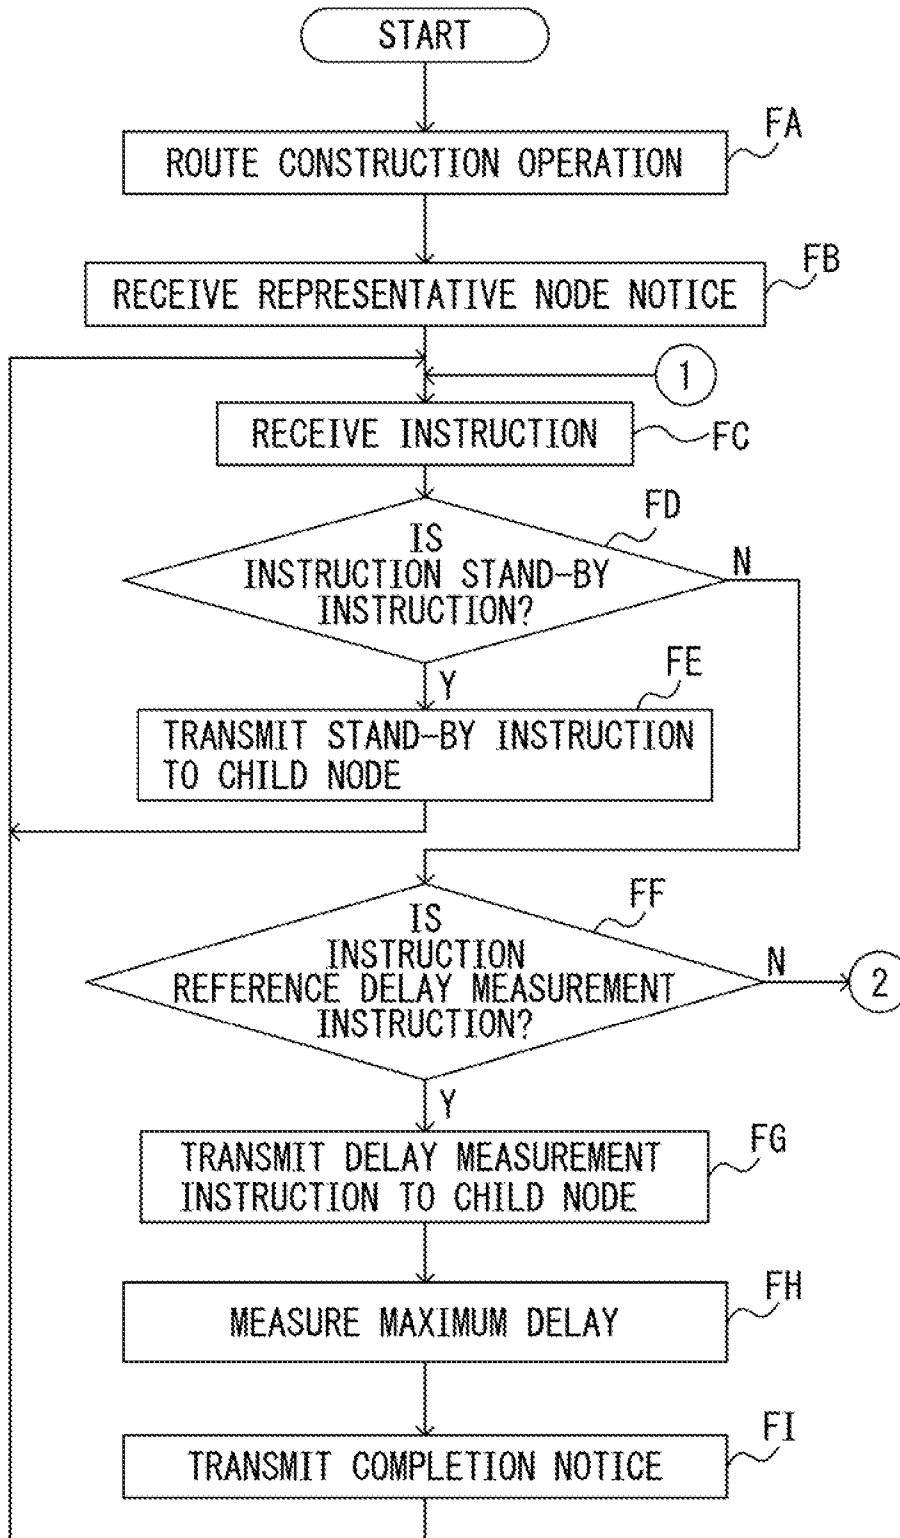 START
FA
ROUTE CONSTRUCTION OPERATION
FB
RECEIVE REPRESENTATIVE NODE NOTICE
1
RECEIVE INSTRUCTION
FC
FD
IS
INSTRUCTION STAND-BY
INSTRUCTION?
N
Y
FE
TRANSMIT STAND-BY INSTRUCTION
TO CHILD NODE
FF
IS
INSTRUCTION
REFERENCE DELAY MEASUREMENT
INSTRUCTION?
N
2
Y
FG
TRANSMIT DELAY MEASUREMENT
INSTRUCTION TO CHILD NODE
FH
MEASURE MAXIMUM DELAY
FI
TRANSMIT COMPLETION NOTICE